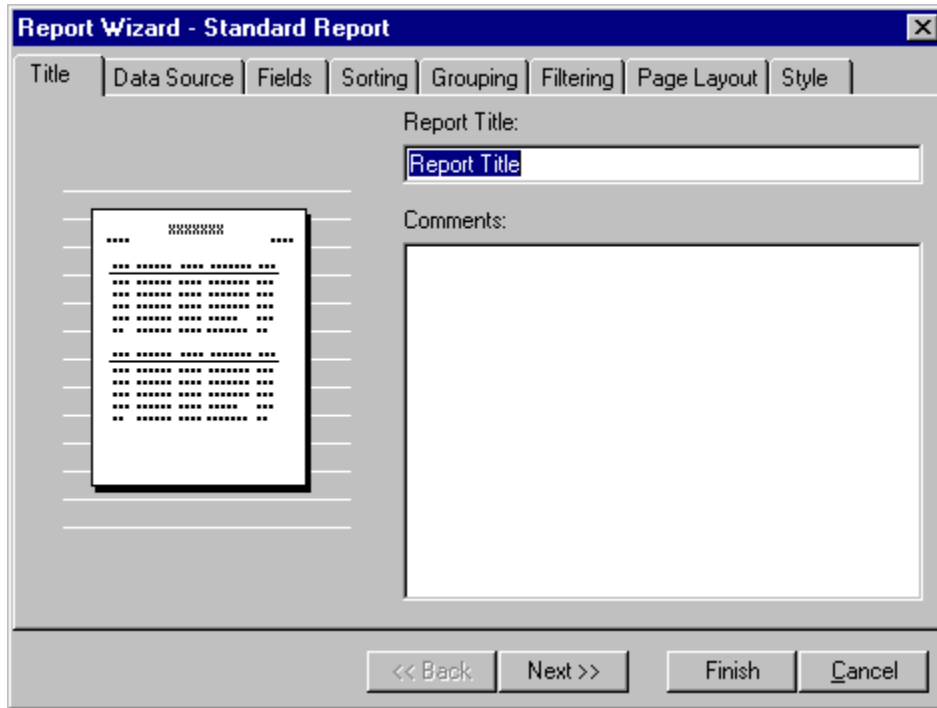 Report Wizard - Standard Report
Title Data Source Fields Sorting Grouping Filtering Page Layout Style
Report Title:
Report Title
Comments:
xxxxxxx
<< Back Next >> Finish Cancel